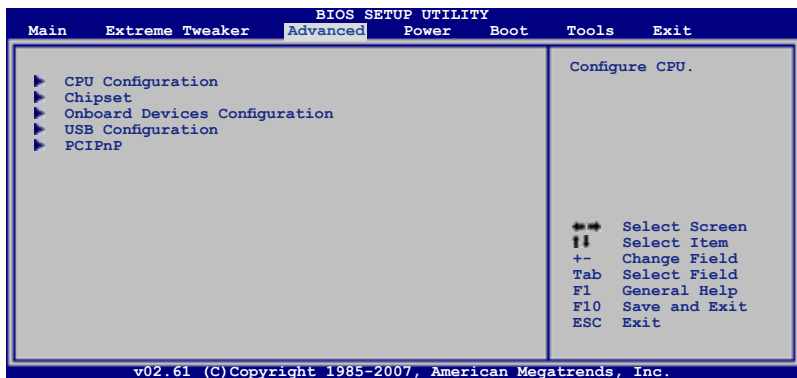 BIOS SETUP UTILITY
Main Extreme Tweaker Advanced Power Boot Tools Exit
CPU Configuration
Chipset
Onboard Devices Configuration
USB Configuration
PCIPnP
Configure CPU.
Select Screen
Select Item
+- Change Field
Tab Select Field
F1 General Help
F10 Save and Exit
ESC Exit
v02.61 (C)Copyright 1985-2007, American Megatrends, Inc.